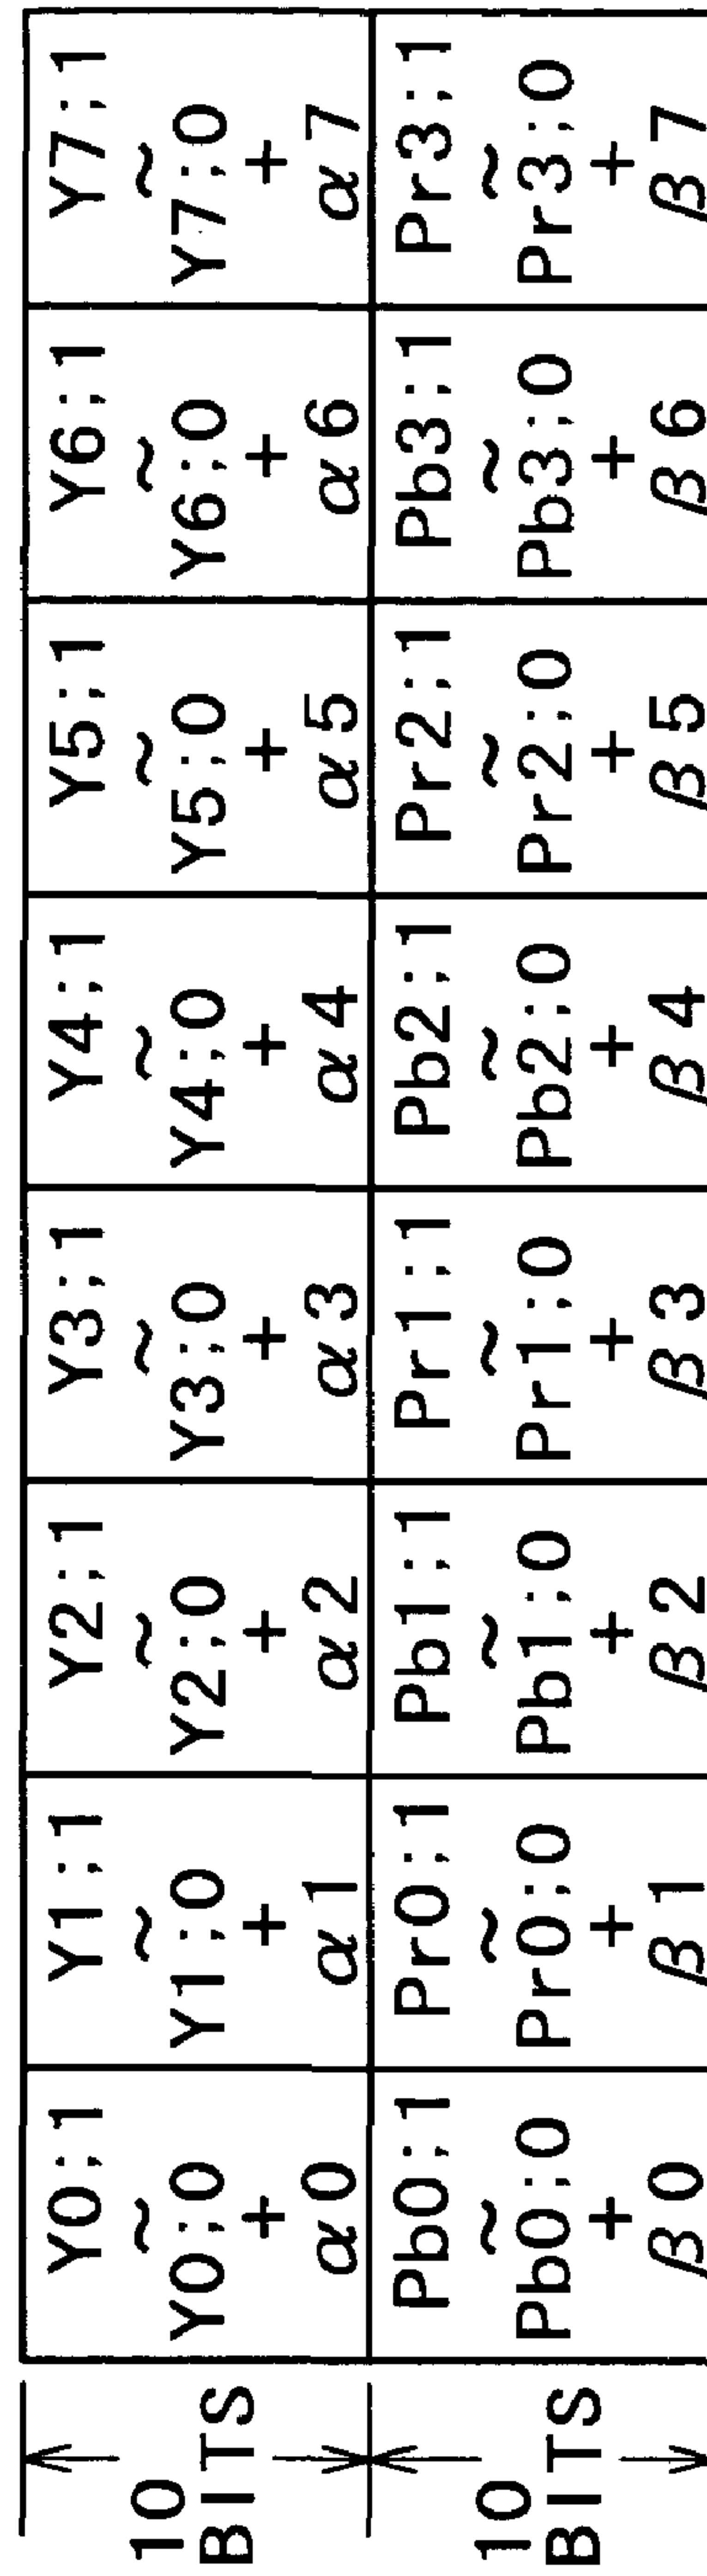 10
BITS
Y0;1
~
Y0;0
+
α0
Y1;1
~
Y1;0
+
α1
Y2;1
~
Y2;0
+
α2
Y3;1
~
Y3;0
+
α3
Y4;1
~
Y4;0
+
α4
Y5;1
~
Y5;0
+
α5
Y6;1
~
Y6;0
+
α6
Y7;1
~
Y7;0
+
α7
10
BITS
Pb0;1
~
Pb0;0
+
β0
Pr0;1
~
Pr0;0
+
β1
Pb1;1
~
Pb1;0
+
β2
Pr1;1
~
Pr1;0
+
β3
Pb2;1
~
Pb2;0
+
β4
Pr2;1
~
Pr2;0
+
β5
Pb3;1
~
Pb3;0
+
β6
Pr3;1
~
Pr3;0
+
β7